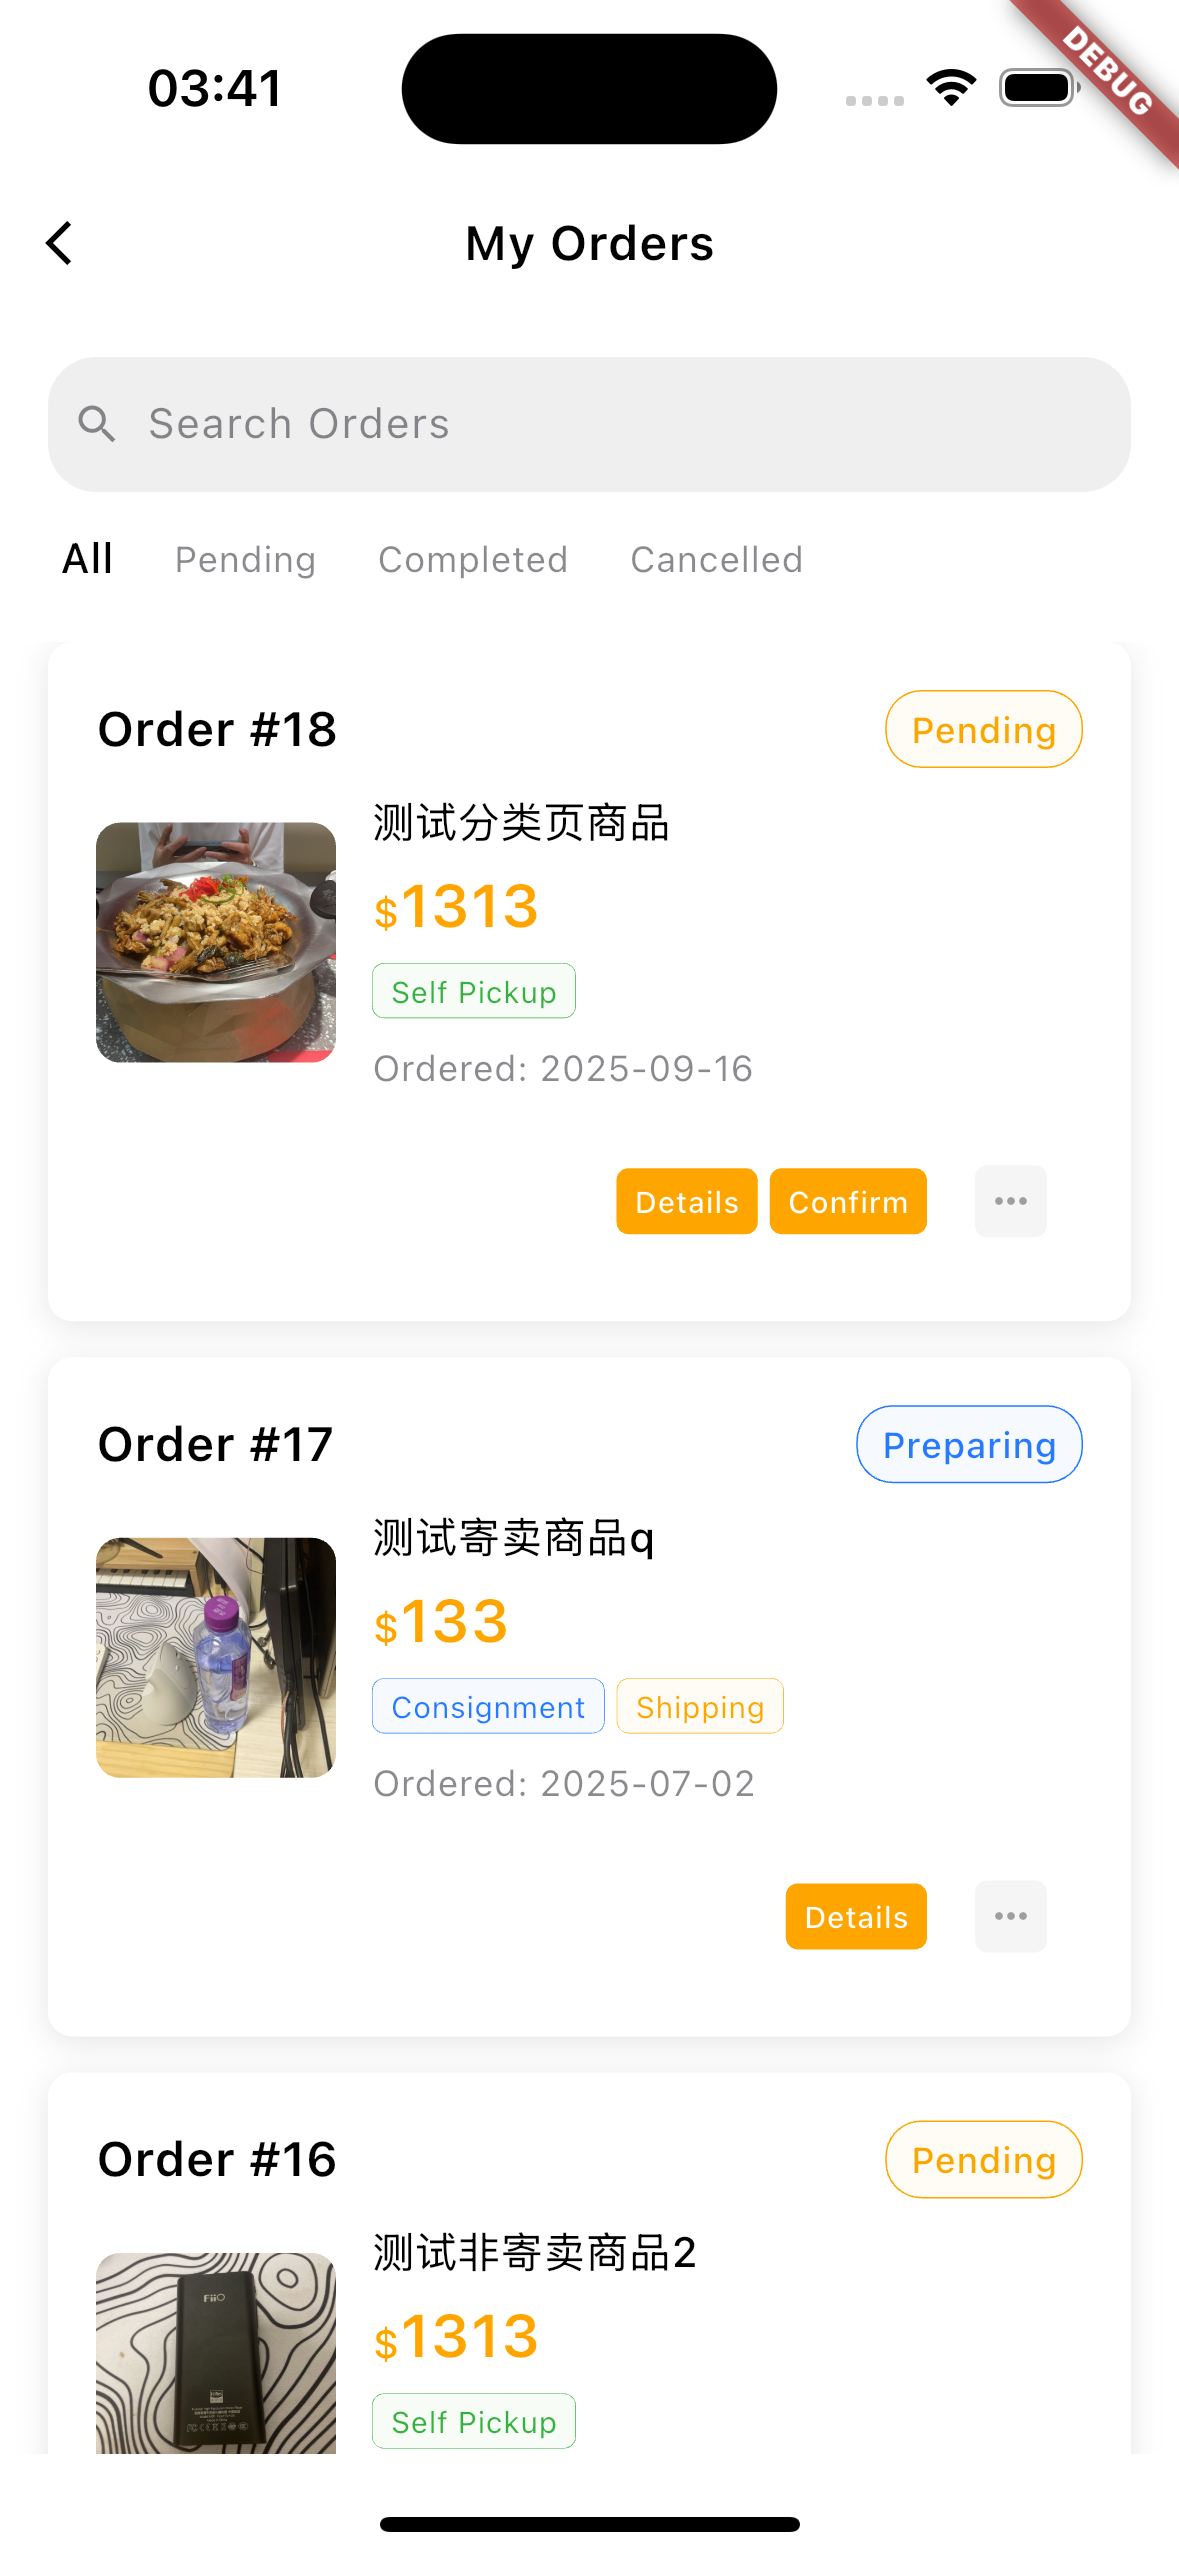 03:41
DEBUG
My Orders
Search Orders
All Pending Completed Cancelled
Order #18 Pending
测试分类页商品
$1313
Self Pickup
Ordered: 2025-09-16
Details Confirm
Order #17 Preparing
测试寄卖商品q
$133
Consignment Shipping
Ordered: 2025-07-02
Details
Order #16 Pending
测试非寄卖商品2
FiiO
$1313
Self Pickup